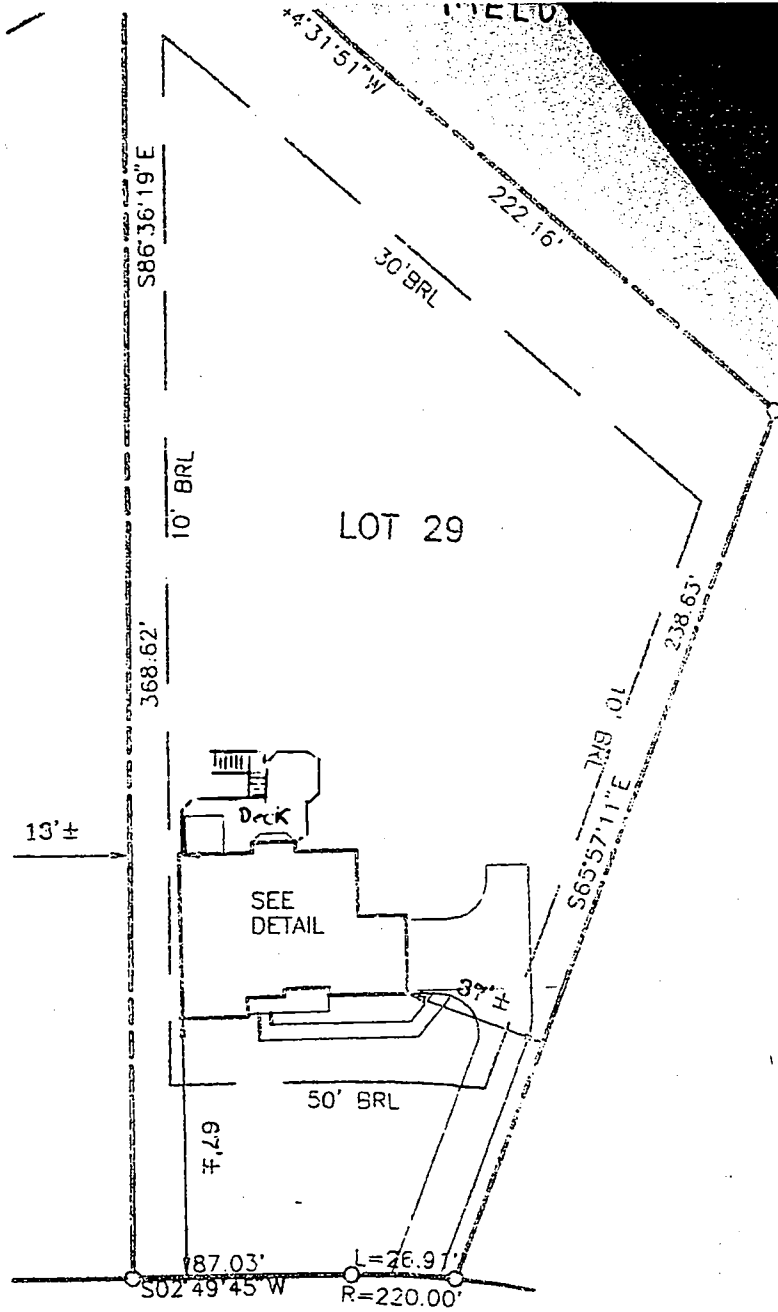 4°31'51"W
222.16'
S86°36'19"E
30'BRL
10' BRL
LOT 29
368.62'
238.63'
10' BRL
S65°57'11"E
Deck
13'±
SEE
DETAIL
37'±
50' BRL
67'±
87.03'
L=26.91'
S02°49'45"W
R=220.00'